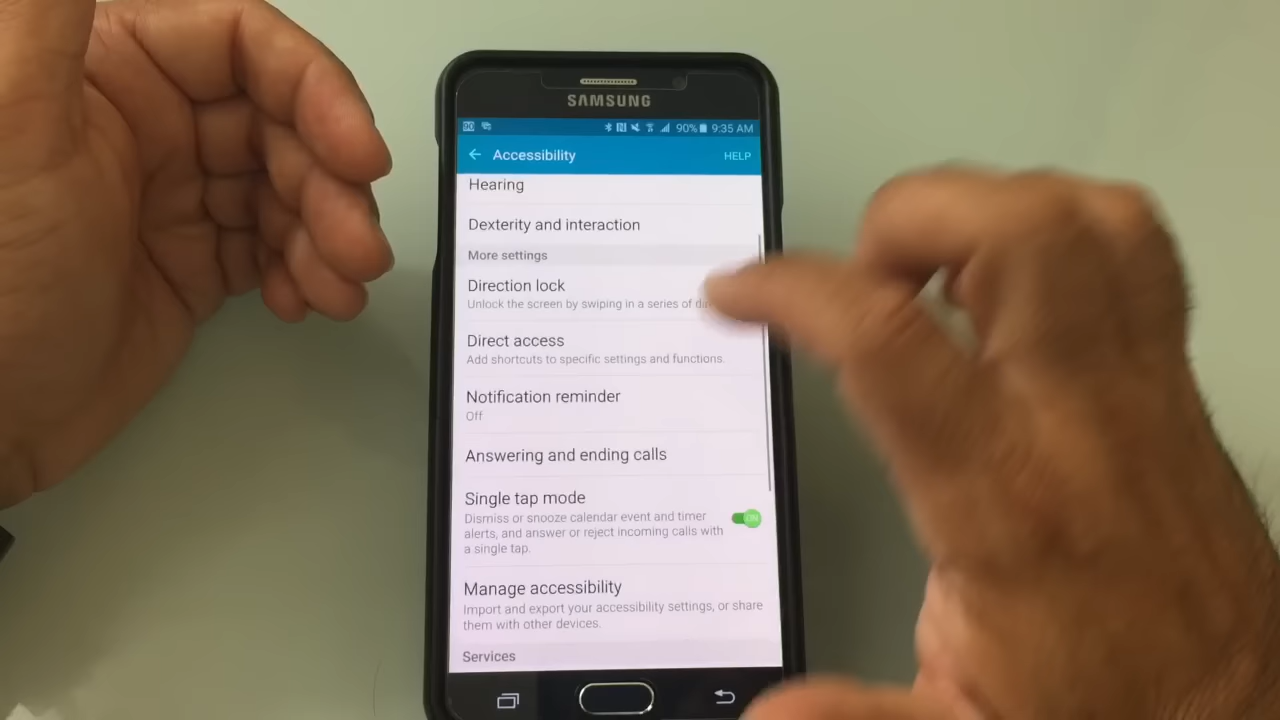 SAMSUNG
90% 9:35 AM
Accessibility HELP
Hearing
Dexterity and interaction
More settings
Direction lock
Unlock the screen by swiping in a series of
Direct access
Add shortcuts to specific settings and functions.
Notification reminder
Off
Answering and ending calls
Single tap mode
Dismiss or snooze calendar event and timer
alerts, and answer or reject incoming calls with
a single tap.
ON
Manage accessibility
Import and export your accessibility settings, or share
them with other devices.
Services